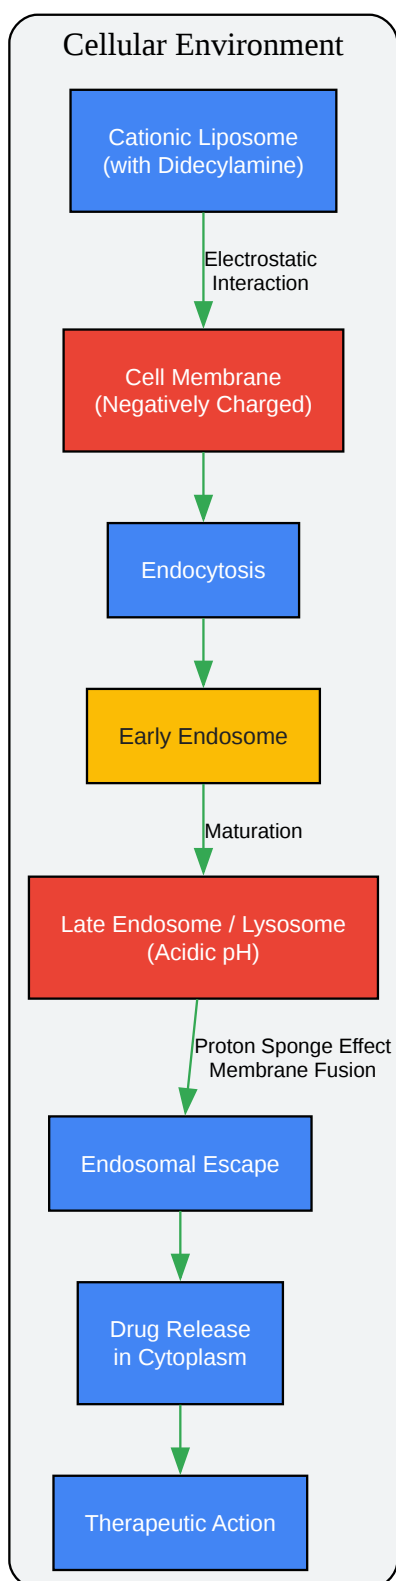 Cellular Environment
Cationic Liposome
(with Didecylamine)
Electrostatic
Interaction
Cell Membrane
(Negatively Charged)
Endocytosis
Early Endosome
Maturation
Late Endosome / Lysosome
(Acidic pH)
Proton Sponge Effect
Membrane Fusion
Endosomal Escape
Drug Release
in Cytoplasm
Therapeutic Action